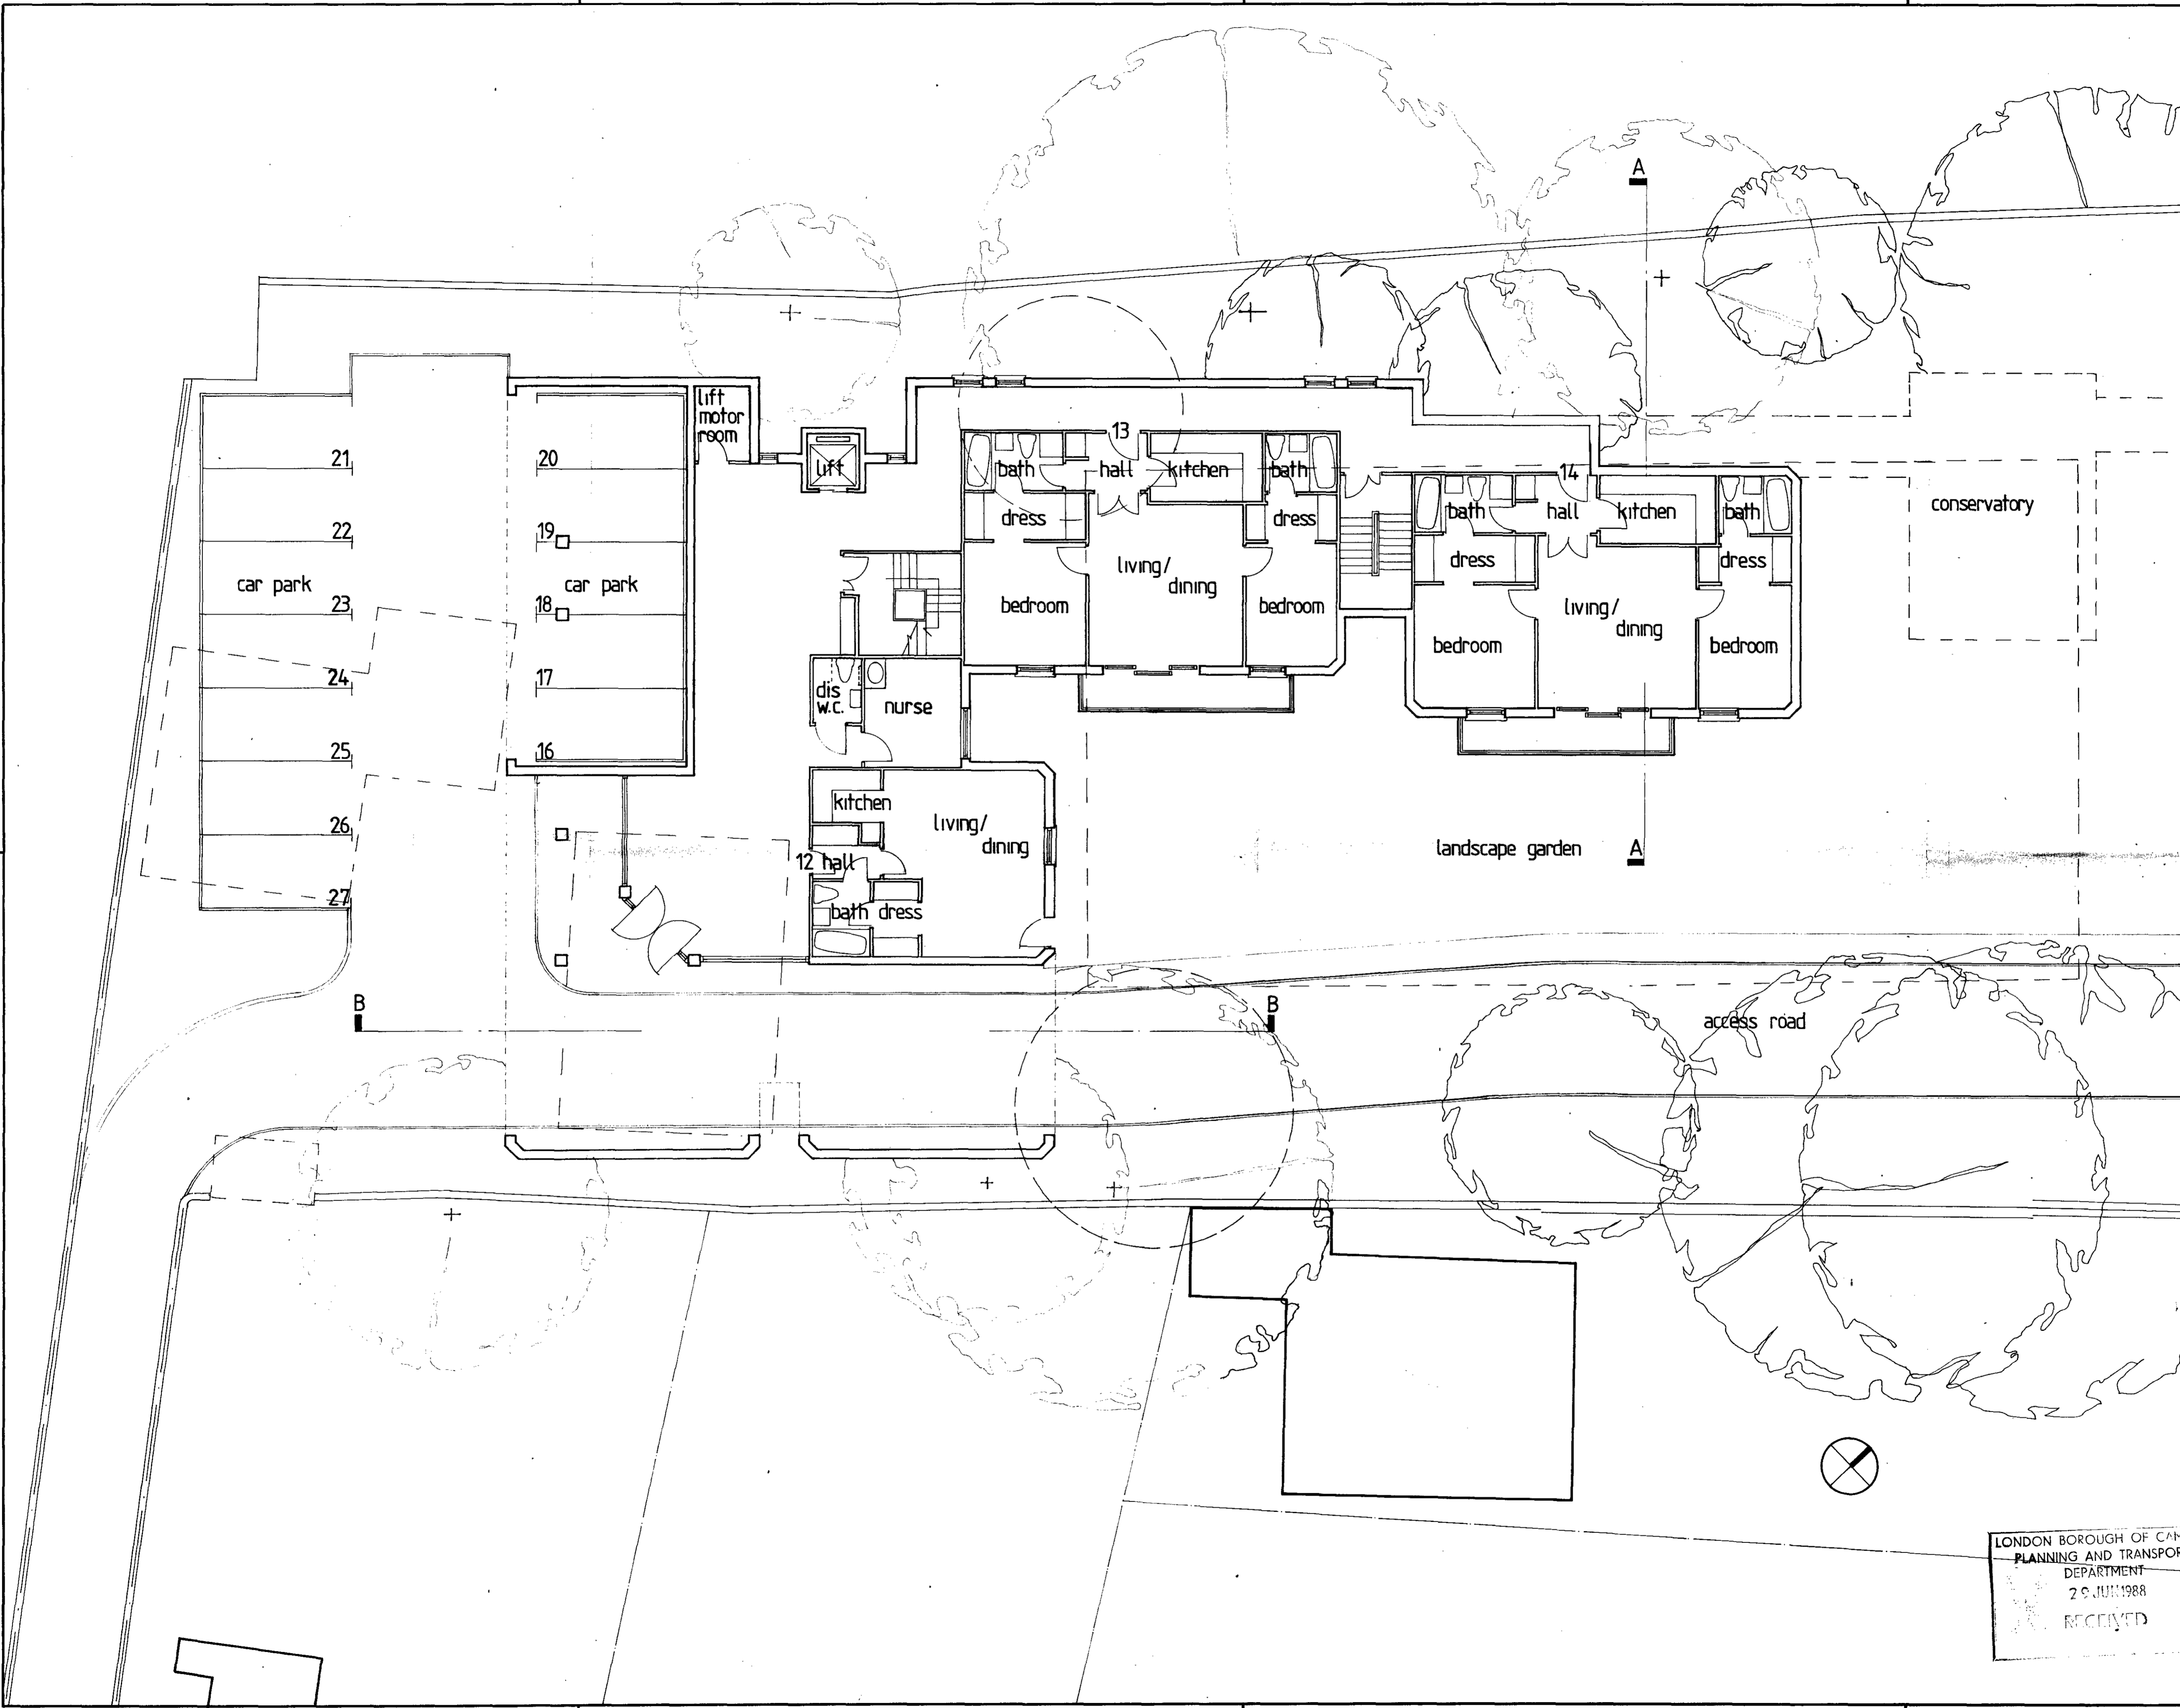 A
lift
motor
room
lift
13
bath
hall
kitchen
bath
dress
dress
living/
dining
bedroom
bedroom
14
bath
hall
kitchen
bath
dress
dress
living/
dining
bedroom
bedroom
conservatory
21
22
car park
23
24
25
26
27
20
19
car park
18
17
16
dis
w.c.
nurse
kitchen
living/
dining
12 hall
bath dress
landscape garden
A
B
B
access road
LONDON BOROUGH OF CAM
PLANNING AND TRANSPOR
DEPARTMENT
29 JUN 1988
RECEIVED